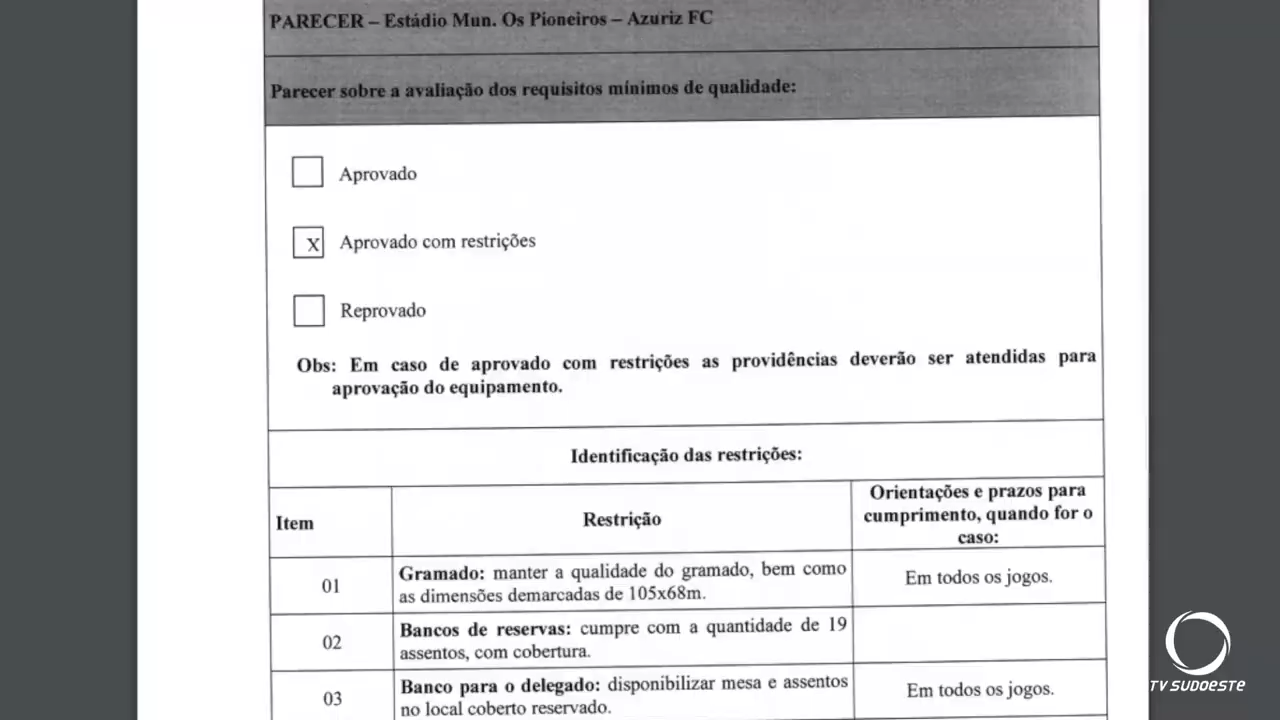 PARECER – Estádio Mun. Os Pioneiros – Azuriz FC
Parecer sobre a avaliação dos requisitos mínimos de qualidade:
Aprovado
X Aprovado com restrições
Reprovado
Obs: Em caso de aprovado com restrições as providências deverão ser atendidas para
aprovação do equipamento.
Identificação das restrições:
Item
Restrição
Orientações e prazos para
cumprimento, quando for o
caso:
01
Gramado: manter a qualidade do gramado, bem como
as dimensões demarcadas de 105x68m.
Em todos os jogos.
02
Bancos de reservas: cumpre com a quantidade de 19
assentos, com cobertura.
03
Banco para o delegado: disponibilizar mesa e assentos
no local coberto reservado.
Em todos os jogos.
TV SUDOESTE